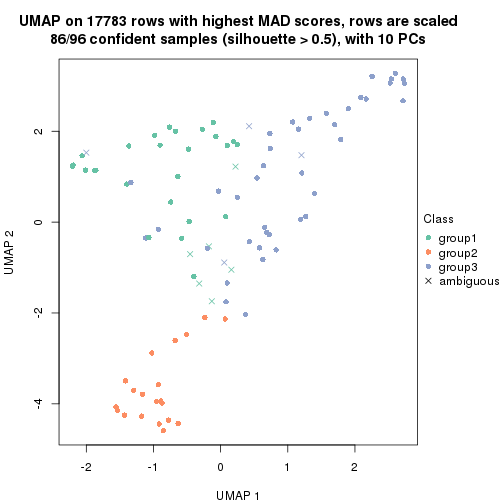 UMAP on 17783 rows with highest MAD scores, rows are scaled
86/96 confident samples (silhouette > 0.5), with 10 PCs
2
0
-2
-4
UMAP 2
-2
-1
0
1
2
UMAP 1
Class
group1
group2
group3
ambiguous